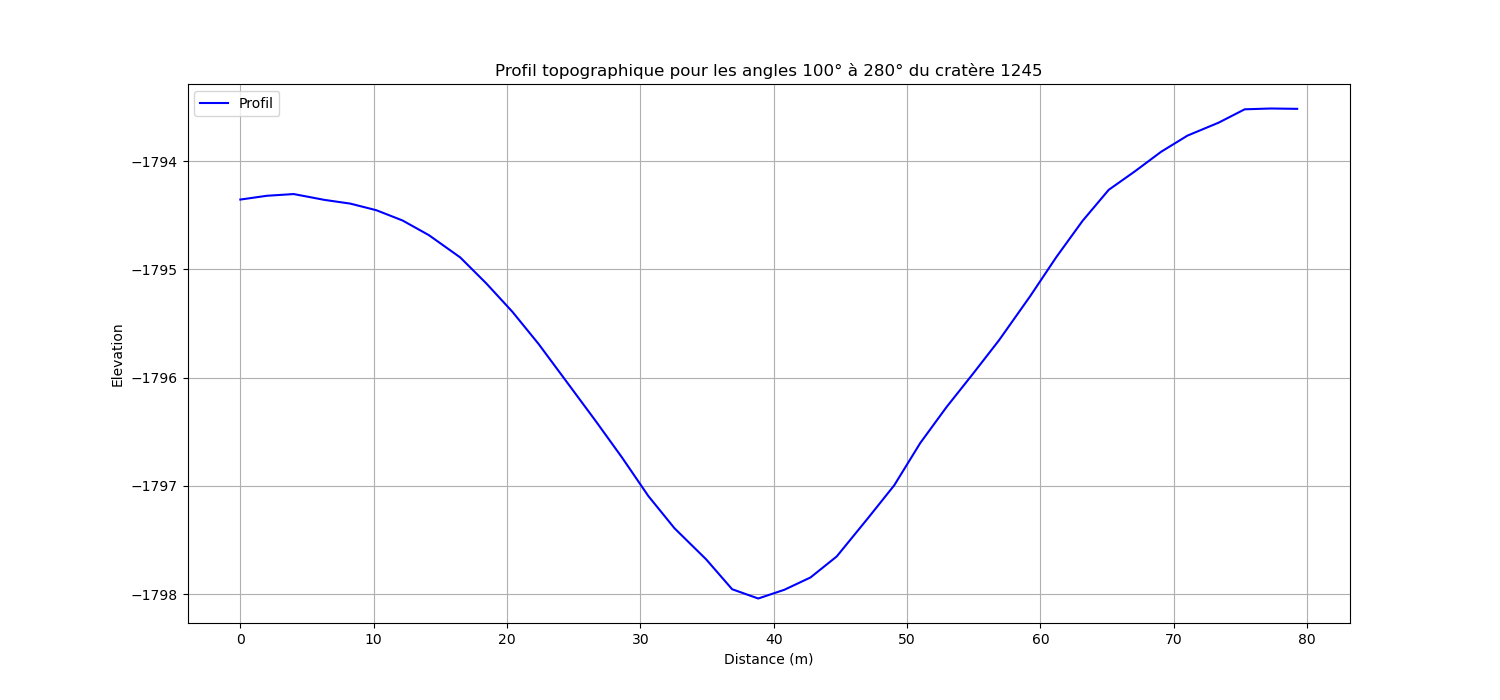 Profil topographique pour les angles 100° à 280° du cratère 1245
Profil
−1794
−1795
−1796
−1797
−1798
Elevation
0 10 20 30 40 50 60 70 80
Distance (m)